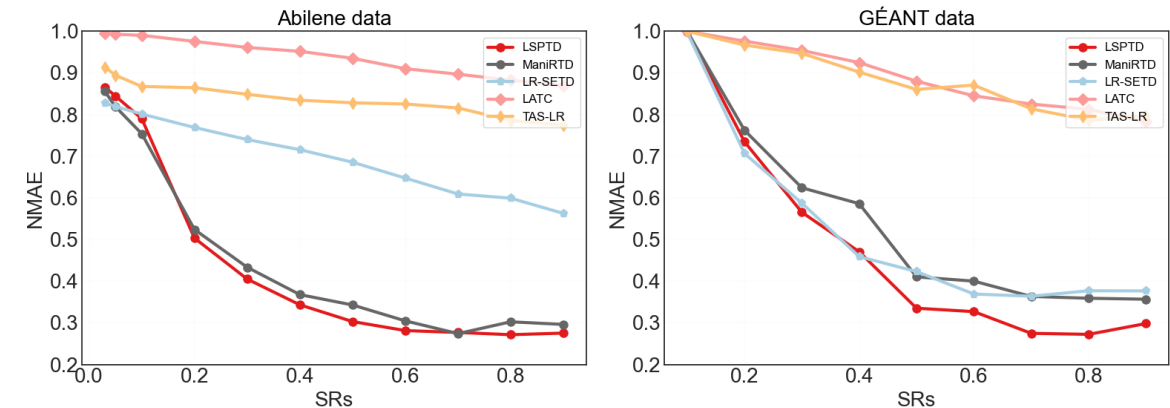 Abilene data
1.0
0.9
0.8
0.7
0.6
0.5
0.4
0.3
0.2
NMAE
0.0 0.2 0.4 0.6 0.8
SRs
LSPTD
ManiRTD
LR-SETD
LATC
TAS-LR
GÉANT data
1.0
0.9
0.8
0.7
0.6
0.5
0.4
0.3
0.2
NMAE
0.2 0.4 0.6 0.8
SRs
LSPTD
ManiRTD
LR-SETD
LATC
TAS-LR